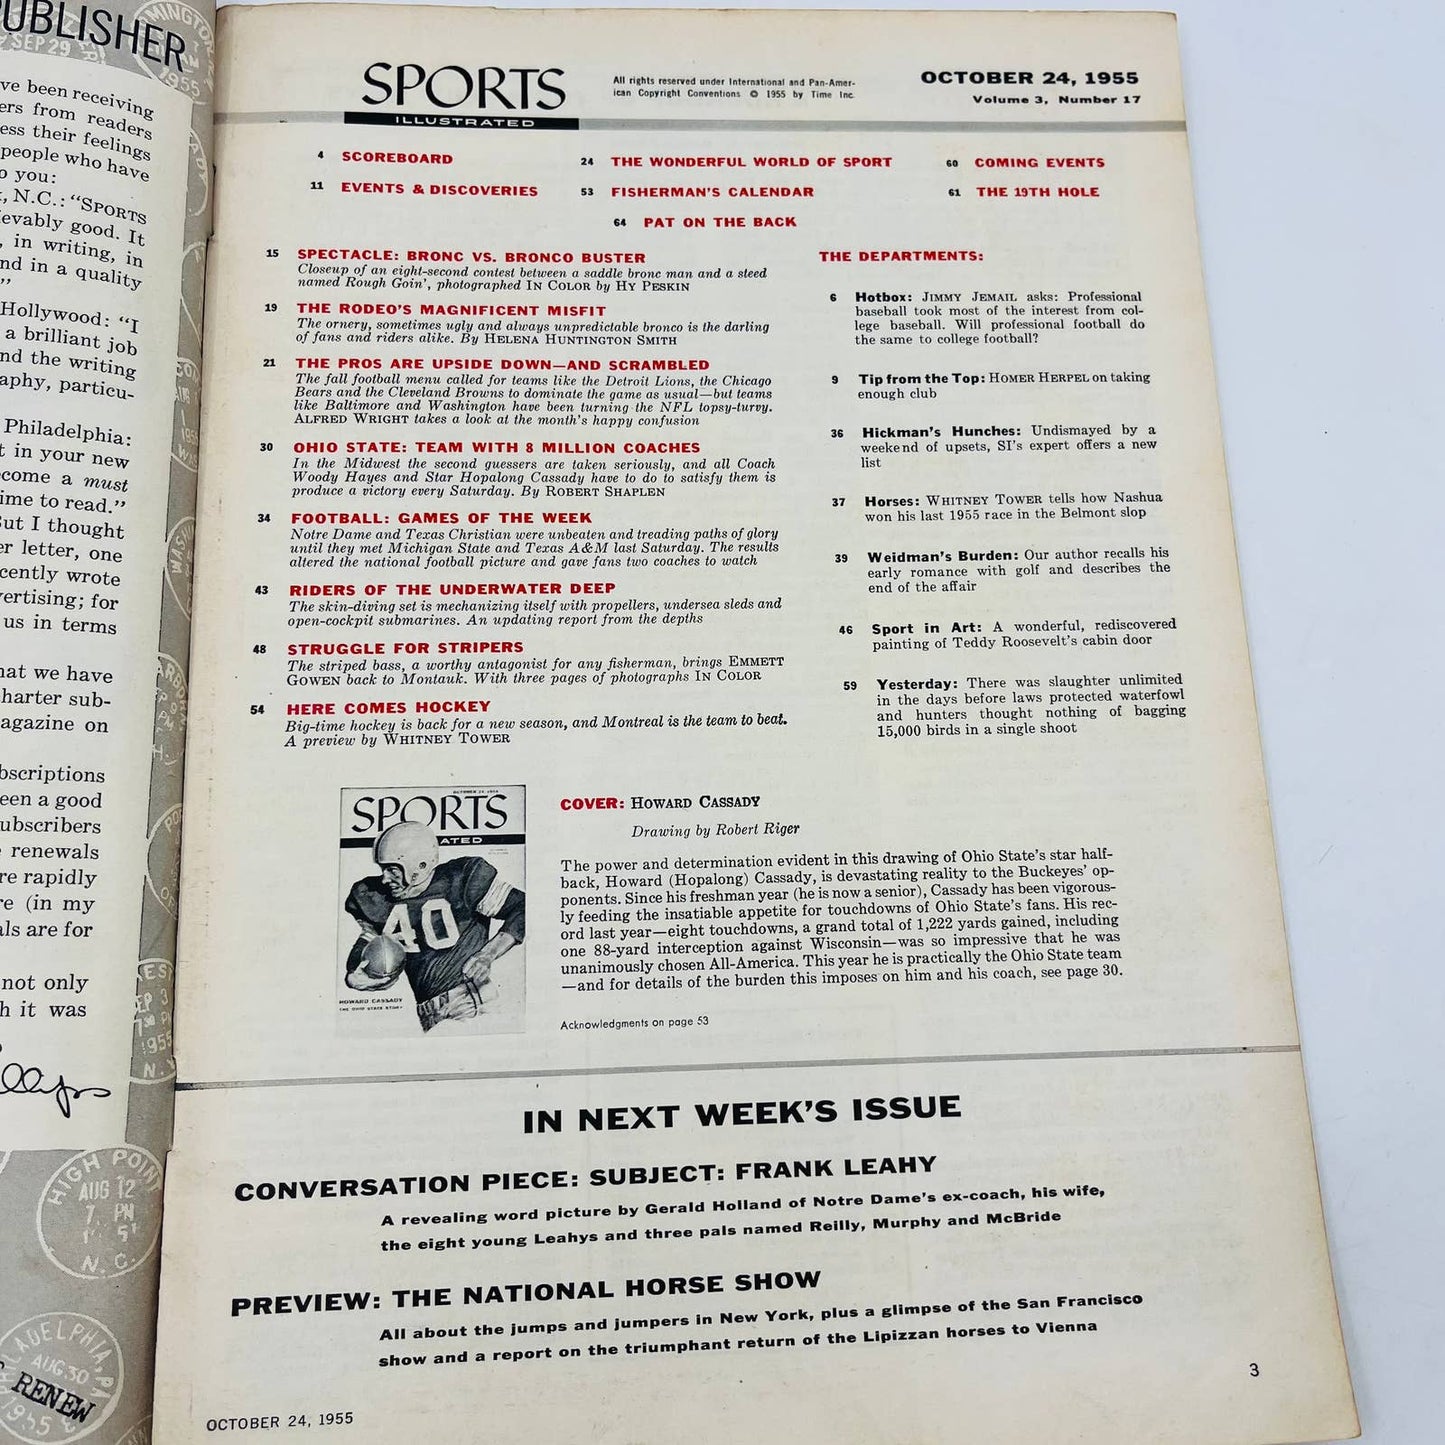 PUBLISHER
SEP 29
1955
ve been receiving
ers from readers
ess their feelings
people who have
o you:
, N.C.: "SPORTS
ievably good. It
, in writing, in
nd in a quality
"
Hollywood: "I
a brilliant job
nd the writing
aphy, particu-
Philadelphia:
t in your new
ecome a must
ime to read."
But I thought
er letter, one
cently wrote
vertising; for
us in terms
hat we have
charter sub-
magazine on
bscriptions
een a good
ubscribers
renewals
re rapidly
re (in my
als are for
not only
h it was
HIGH POINT
AUG 12
N.C.
PHILADELPHIA, PA
AUG. 30
1955
RENEW
SPORTS
ILLUSTRATED
All rights reserved under International and Pan-Amer-
ican Copyright Conventions © 1955 by Time Inc.
OCTOBER 24, 1955
Volume 3, Number 17
4 SCOREBOARD
24 THE WONDERFUL WORLD OF SPORT
60 COMING EVENTS
11 EVENTS & DISCOVERIES
53 FISHERMAN'S CALENDAR
61 THE 19TH HOLE
64 PAT ON THE BACK
15 SPECTACLE: BRONC VS. BRONCO BUSTER
Closeup of an eight-second contest between a saddle bronc man and a steed
named Rough Goin', photographed IN COLOR by HY PESKIN
19 THE RODEO'S MAGNIFICENT MISFIT
The ornery, sometimes ugly and always unpredictable bronco is the darling
of fans and riders alike. By HELENA HUNTINGTON SMITH
21 THE PROS ARE UPSIDE DOWN—AND SCRAMBLED
The fall football menu called for teams like the Detroit Lions, the Chicago
Bears and the Cleveland Browns to dominate the game as usual—but teams
like Baltimore and Washington have been turning the NFL topsy-turvy.
ALFRED WRIGHT takes a look at the month's happy confusion
30 OHIO STATE: TEAM WITH 8 MILLION COACHES
In the Midwest the second guessers are taken seriously, and all Coach
Woody Hayes and Star Hopalong Cassady have to do to satisfy them is
produce a victory every Saturday. By ROBERT SHAPLEN
34 FOOTBALL: GAMES OF THE WEEK
Notre Dame and Texas Christian were unbeaten and treading paths of glory
until they met Michigan State and Texas A&M last Saturday. The results
altered the national football picture and gave fans two coaches to watch
43 RIDERS OF THE UNDERWATER DEEP
The skin-diving set is mechanizing itself with propellers, undersea sleds and
open-cockpit submarines. An updating report from the depths
48 STRUGGLE FOR STRIPERS
The striped bass, a worthy antagonist for any fisherman, brings EMMETT
GOWEN back to Montauk. With three pages of photographs IN COLOR
54 HERE COMES HOCKEY
Big-time hockey is back for a new season, and Montreal is the team to beat.
A preview by WHITNEY TOWER
THE DEPARTMENTS:
6 Hotbox: JIMMY JEMAIL asks: Professional
baseball took most of the interest from col-
lege baseball. Will professional football do
the same to college football?
9 Tip from the Top: HOMER HERPEL on taking
enough club
36 Hickman's Hunches: Undismayed by a
weekend of upsets, SI's expert offers a new
list
37 Horses: WHITNEY TOWER tells how Nashua
won his last 1955 race in the Belmont slop
39 Weidman's Burden: Our author recalls his
early romance with golf and describes the
end of the affair
46 Sport in Art: A wonderful, rediscovered
painting of Teddy Roosevelt's cabin door
59 Yesterday: There was slaughter unlimited
in the days before laws protected waterfowl
and hunters thought nothing of bagging
15,000 birds in a single shoot
SPORTS
ATED
40
HOWARD CASSADY
THE OHIO STATE STORY
COVER: HOWARD CASSADY
Drawing by Robert Riger
The power and determination evident in this drawing of Ohio State's star half-
back, Howard (Hopalong) Cassady, is devastating reality to the Buckeyes' op-
ponents. Since his freshman year (he is now a senior), Cassady has been vigorous-
ly feeding the insatiable appetite for touchdowns of Ohio State's fans. His rec-
ord last year—eight touchdowns, a grand total of 1,222 yards gained, including
one 88-yard interception against Wisconsin—was so impressive that he was
unanimously chosen All-America. This year he is practically the Ohio State team
—and for details of the burden this imposes on him and his coach, see page 30.
Acknowledgments on page 53
IN NEXT WEEK'S ISSUE
CONVERSATION PIECE: SUBJECT: FRANK LEAHY
A revealing word picture by Gerald Holland of Notre Dame's ex-coach, his wife,
the eight young Leahys and three pals named Reilly, Murphy and McBride
PREVIEW: THE NATIONAL HORSE SHOW
All about the jumps and jumpers in New York, plus a glimpse of the San Francisco
show and a report on the triumphant return of the Lipizzan horses to Vienna
OCTOBER 24, 1955
3